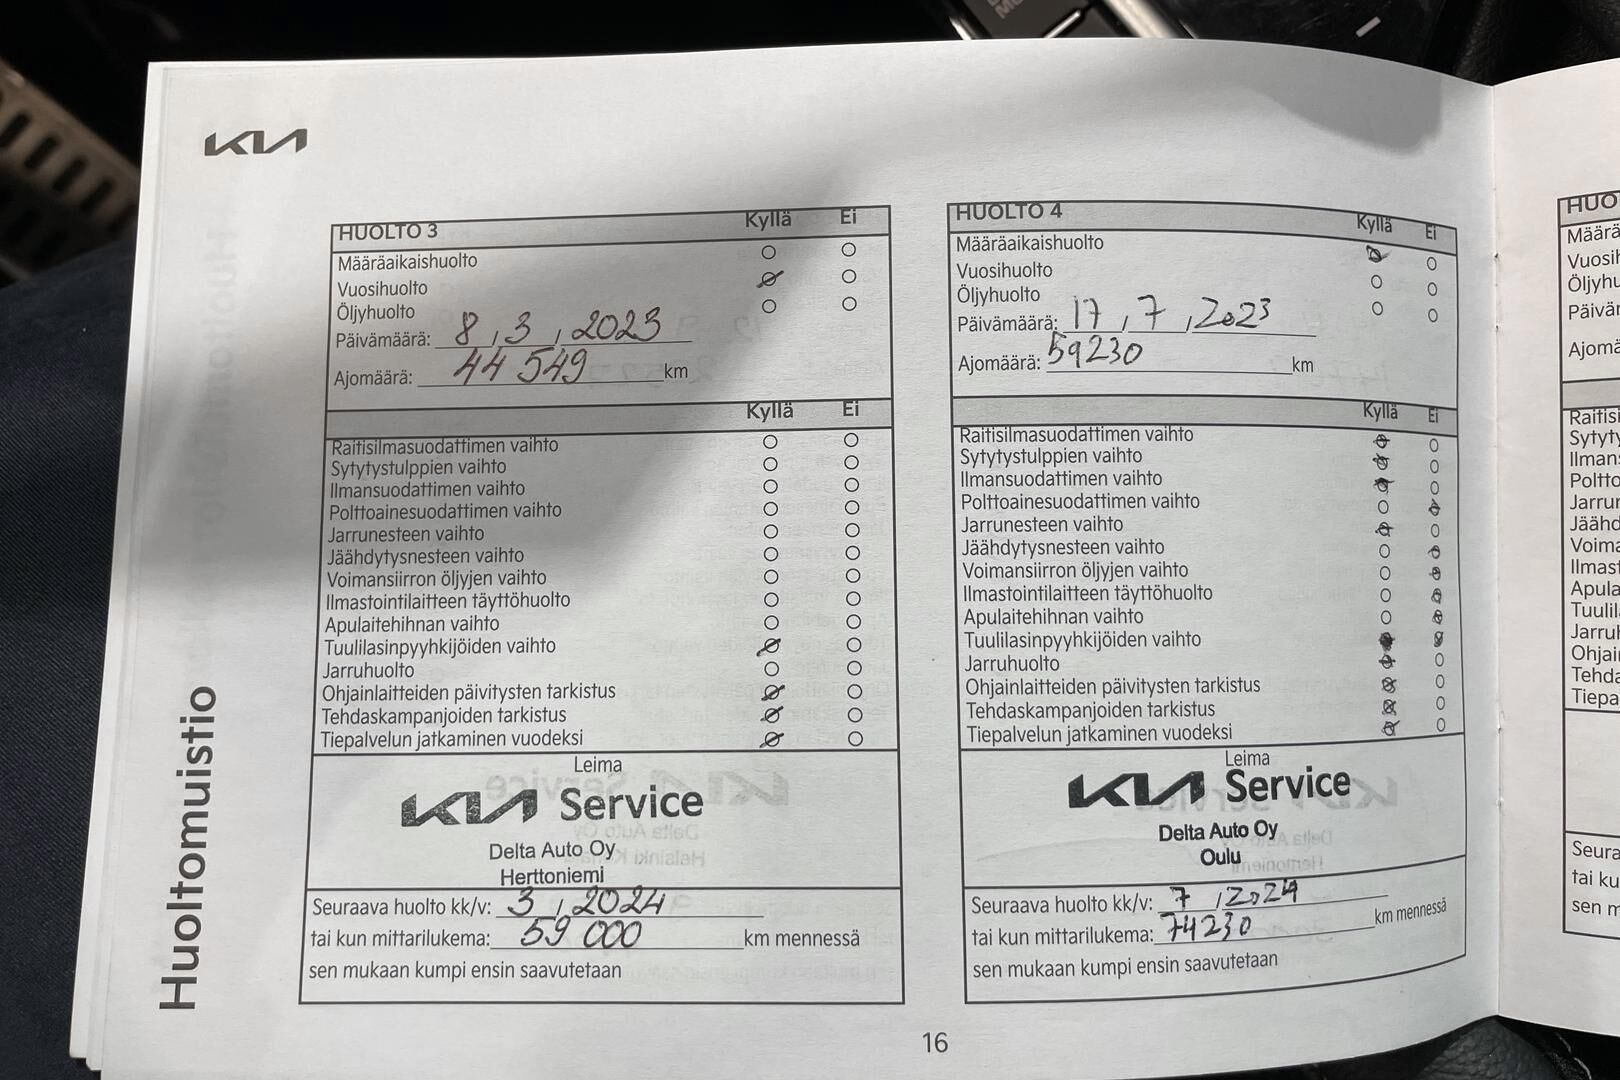 KIA
Huoltomuistio
HUOLTO 3 Kyllä Ei
Määräaikaishuolto
Vuosihuolto
Öljyhuolto
Päivämäärä: 8, 3, 2023
Ajomäärä: 44 549 km
Kyllä Ei
Raitisilmasuodattimen vaihto
Sytytystulppien vaihto
Ilmansuodattimen vaihto
Polttoainesuodattimen vaihto
Jarrunesteen vaihto
Jäähdytysnesteen vaihto
Voimansiirron öljyjen vaihto
Ilmastointilaitteen täyttöhuolto
Apulaitehihnan vaihto
Tuulilasinpyyhkijöiden vaihto
Jarruhuolto
Ohjainlaitteiden päivitysten tarkistus
Tehdaskampanjoiden tarkistus
Tiepalvelun jatkaminen vuodeksi
Leima
KIA Service
Delta Auto Oy
Herttoniemi
Seuraava huolto kk/v: 3, 2024
tai kun mittarilukema: 59 000 km mennessä
sen mukaan kumpi ensin saavutetaan
HUOLTO 4 Kyllä Ei
Määräaikaishuolto
Vuosihuolto
Öljyhuolto
Päivämäärä: 17, 7, 2023
Ajomäärä: 59230 km
Kyllä Ei
Raitisilmasuodattimen vaihto
Sytytystulppien vaihto
Ilmansuodattimen vaihto
Polttoainesuodattimen vaihto
Jarrunesteen vaihto
Jäähdytysnesteen vaihto
Voimansiirron öljyjen vaihto
Ilmastointilaitteen täyttöhuolto
Apulaitehihnan vaihto
Tuulilasinpyyhkijöiden vaihto
Jarruhuolto
Ohjainlaitteiden päivitysten tarkistus
Tehdaskampanjoiden tarkistus
Tiepalvelun jatkaminen vuodeksi
Leima
KIA Service
Delta Auto Oy
Oulu
Seuraava huolto kk/v: 7, 2024
tai kun mittarilukema: 74230 km mennessä
sen mukaan kumpi ensin saavutetaan
16